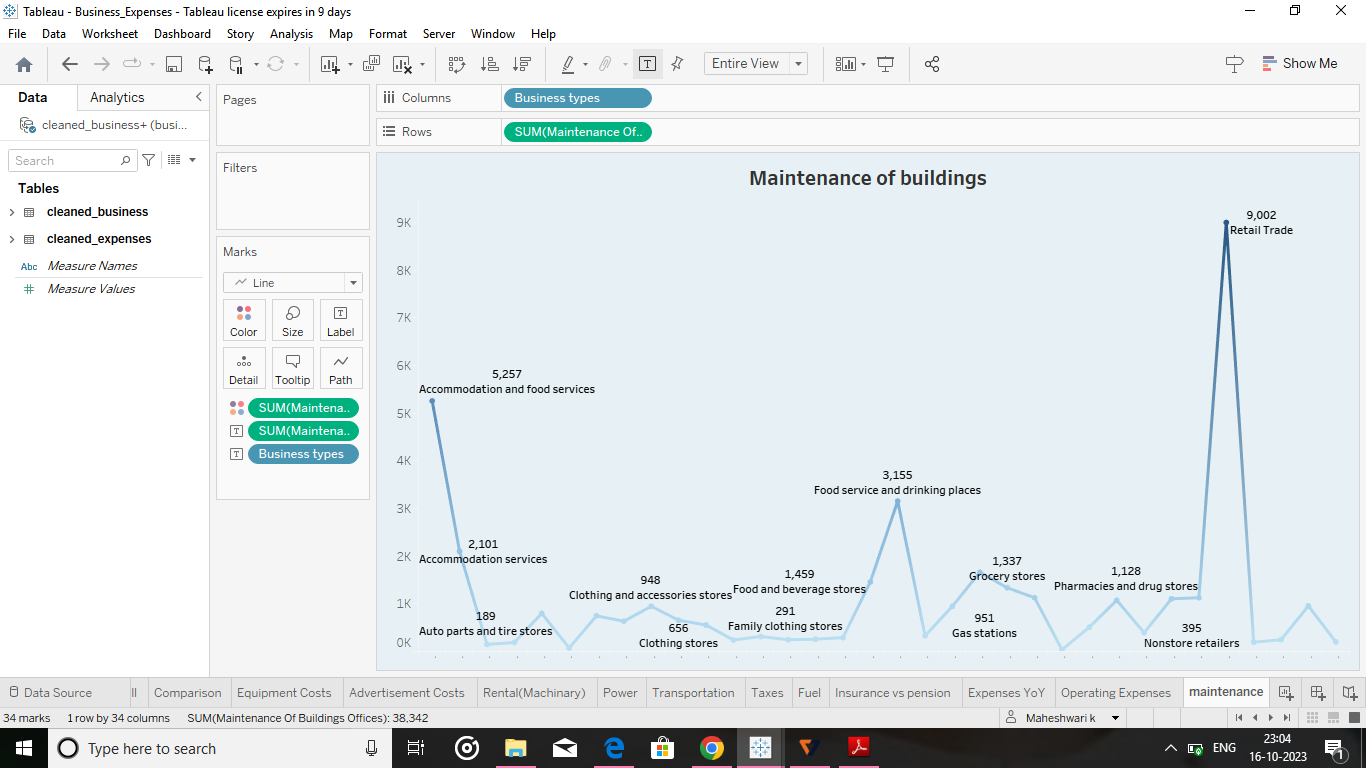 Tableau - Business_Expenses - Tableau license expires in 9 days
File Data Worksheet Dashboard Story Analysis Map Format Server Window Help
Entire View
Show Me
Data Analytics
cleaned_business+ (busi...
Search
Tables
cleaned_business
cleaned_expenses
Abc Measure Names
Measure Values
Pages
Filters
Marks
Line
Color Size Label
Detail Tooltip Path
SUM(Maintena..
SUM(Maintena..
Business types
Columns Business types
Rows SUM(Maintenance Of..
Maintenance of buildings
9K
8K
7K
6K
5K
4K
3K
2K
1K
0K
9,002
Retail Trade
5,257
Accommodation and food services
3,155
Food service and drinking places
2,101
Accommodation services
1,337
Grocery stores
1,128
Pharmacies and drug stores
1,459
Food and beverage stores
948
Clothing and accessories stores
189
Auto parts and tire stores
291
Family clothing stores
656
Clothing stores
951
Gas stations
395
Nonstore retailers
Data Source ll Comparison Equipment Costs Advertisement Costs Rental(Machinary) Power Transportation Taxes Fuel Insurance vs pension Expenses YoY Operating Expenses maintenance
34 marks 1 row by 34 columns SUM(Maintenance Of Buildings Offices): 38,342 Maheshwari k
Type here to search
ENG
23:04
16-10-2023
1